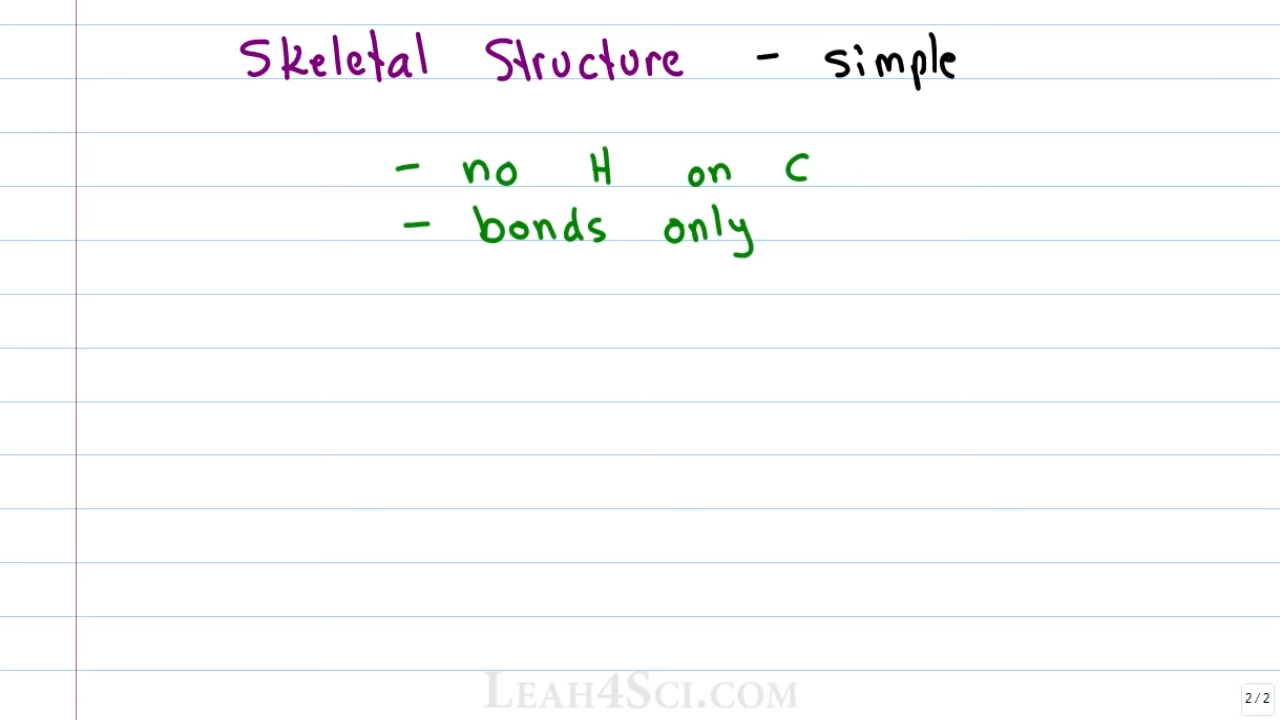 Skeletal Structure - simple
- no H on C
- bonds only
LEAH4SCI.COM
2/2